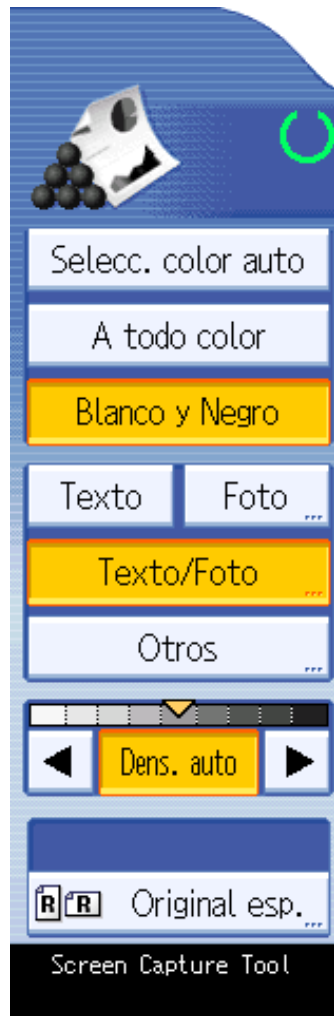 Selecc. color auto
A todo color
Blanco y Negro
Texto Foto ...
Texto/Foto ...
Otros ...
Dens. auto
R R Original esp. ...
Screen Capture Tool